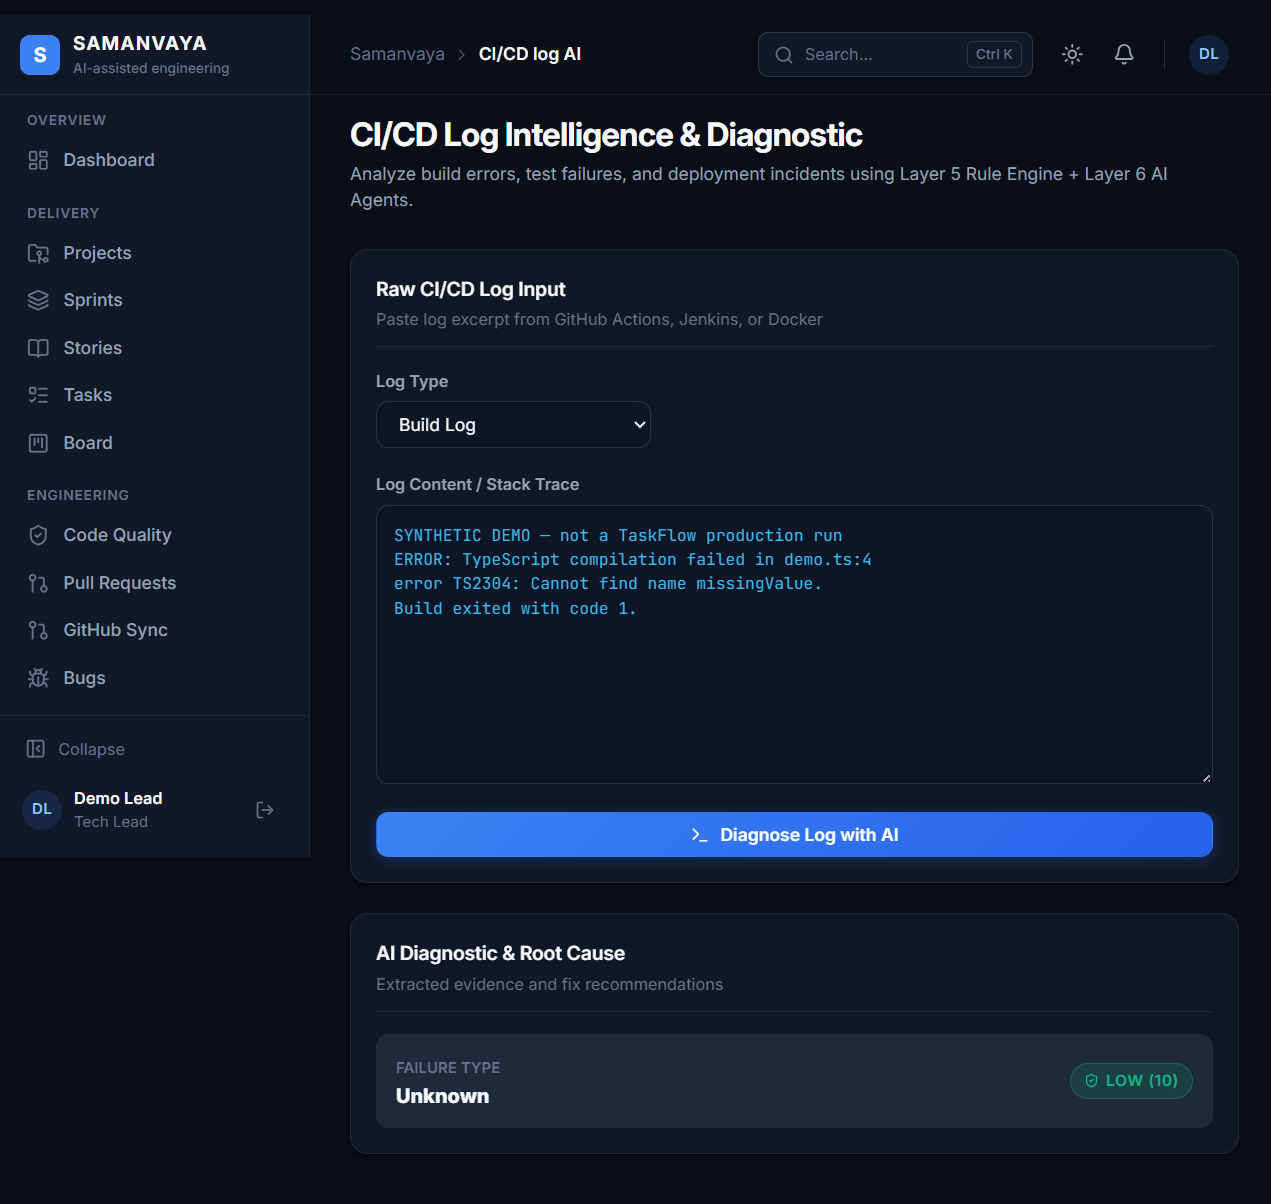 S
SAMANVAYA
AI-assisted engineering
OVERVIEW
Dashboard
DELIVERY
Projects
Sprints
Stories
Tasks
Board
ENGINEERING
Code Quality
Pull Requests
GitHub Sync
Bugs
Collapse
DL
Demo Lead
Tech Lead
Samanvaya > CI/CD log AI
Search... Ctrl K
DL
CI/CD Log Intelligence & Diagnostic
Analyze build errors, test failures, and deployment incidents using Layer 5 Rule Engine + Layer 6 AI
Agents.
Raw CI/CD Log Input
Paste log excerpt from GitHub Actions, Jenkins, or Docker
Log Type
Build Log
Log Content / Stack Trace
SYNTHETIC DEMO — not a TaskFlow production run
ERROR: TypeScript compilation failed in demo.ts:4
error TS2304: Cannot find name missingValue.
Build exited with code 1.
Diagnose Log with AI
AI Diagnostic & Root Cause
Extracted evidence and fix recommendations
FAILURE TYPE
Unknown
LOW (10)